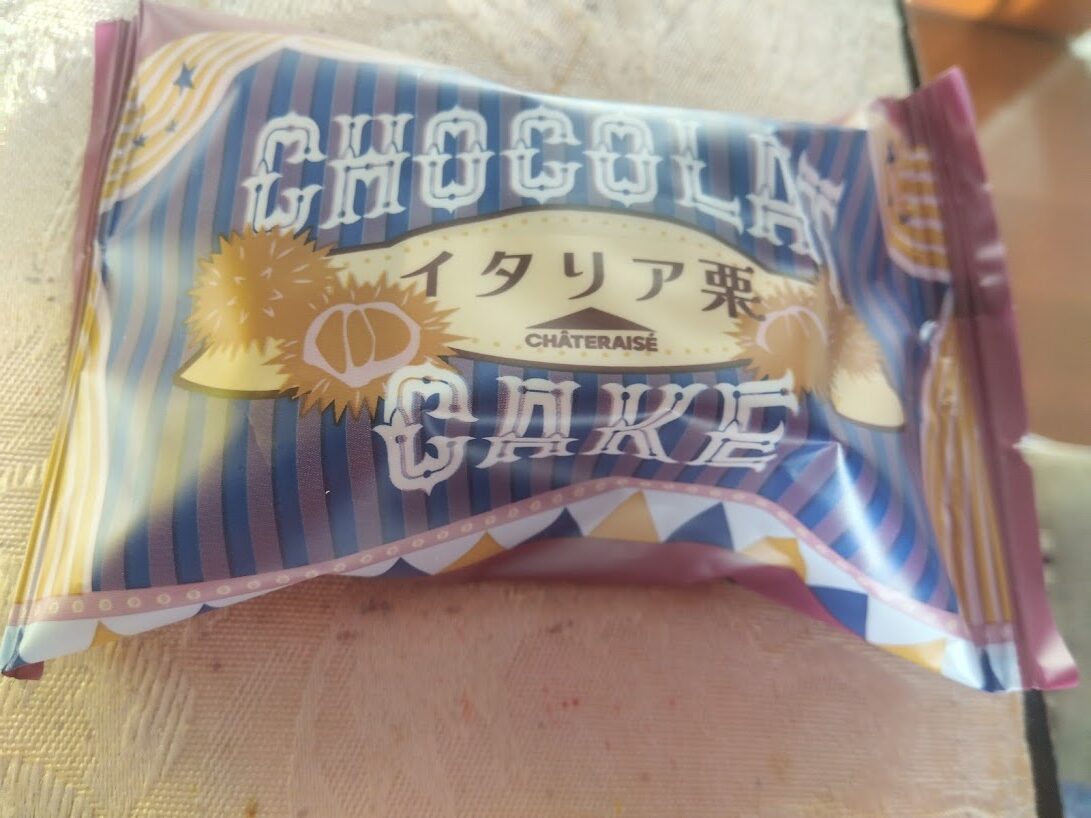 CHOCOLAT
イタリア栗
CHÂTERAISÉ
CAKE